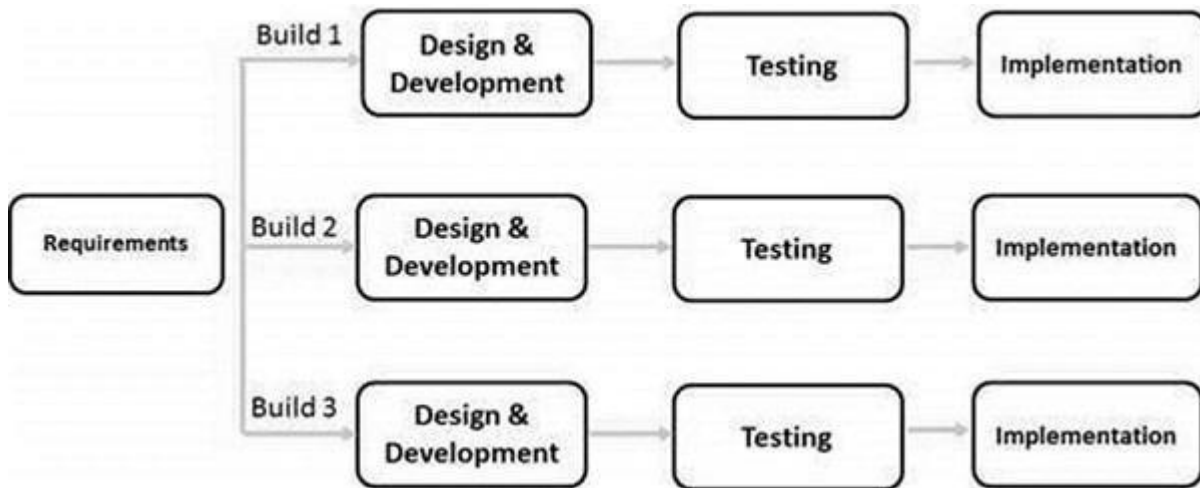 Build 1
Design &
Development
Testing
Implementation
Requirements
Build 2
Design &
Development
Testing
Implementation
Build 3
Design &
Development
Testing
Implementation